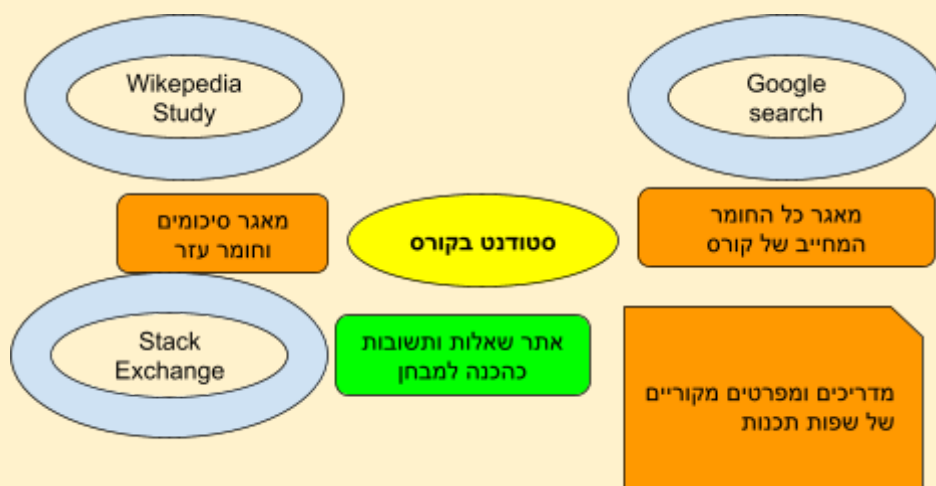 Wikepedia
Study
Google
search
מאגר סיכומים
וחומר עזר
סטודנט בקורס
מאגר כל החומר
המחייב של קורס
Stack
Exchange
אתר שאלות ותשובות
כהכנה למבחן
מדריכים ומפרטים מקוריים
של שפות תכנות